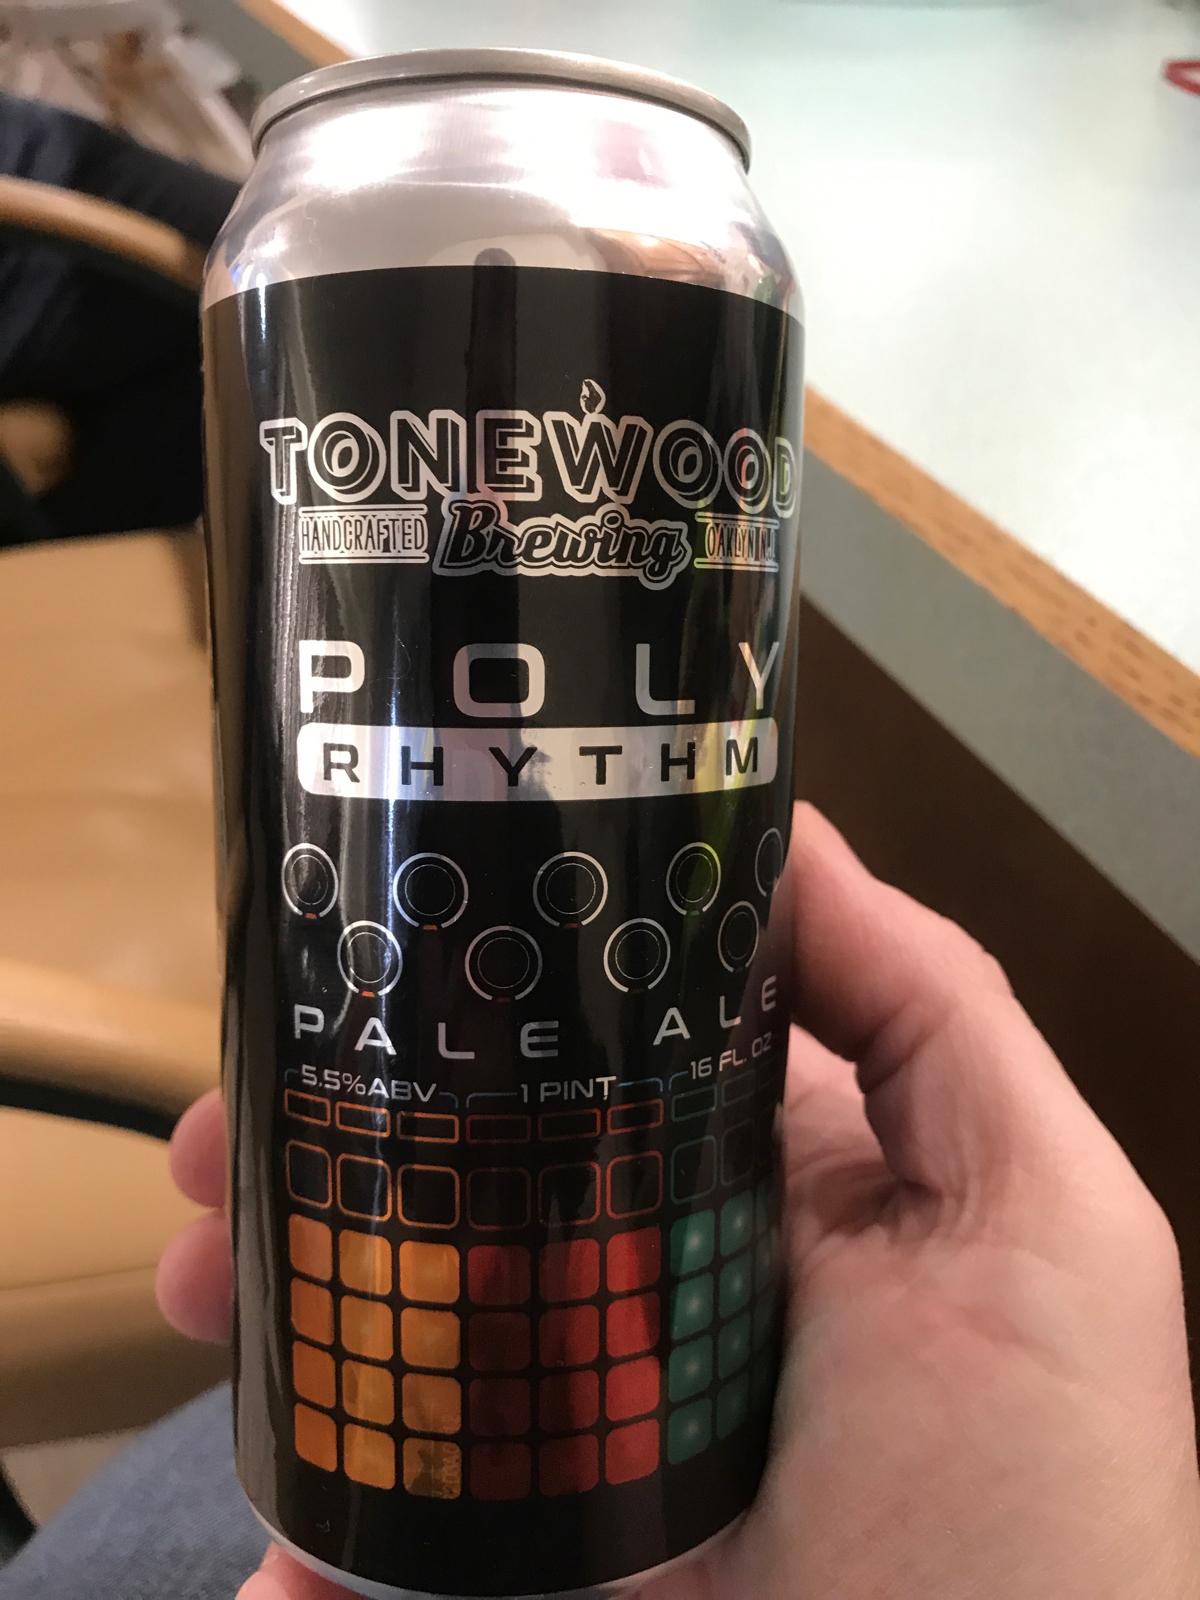 TONEWOOD
HANDCRAFTED Brewing OAKLYN N.J.
POLY
RHYTHM
PALE ALE
5.5%ABV 1 PINT 16 FL. OZ